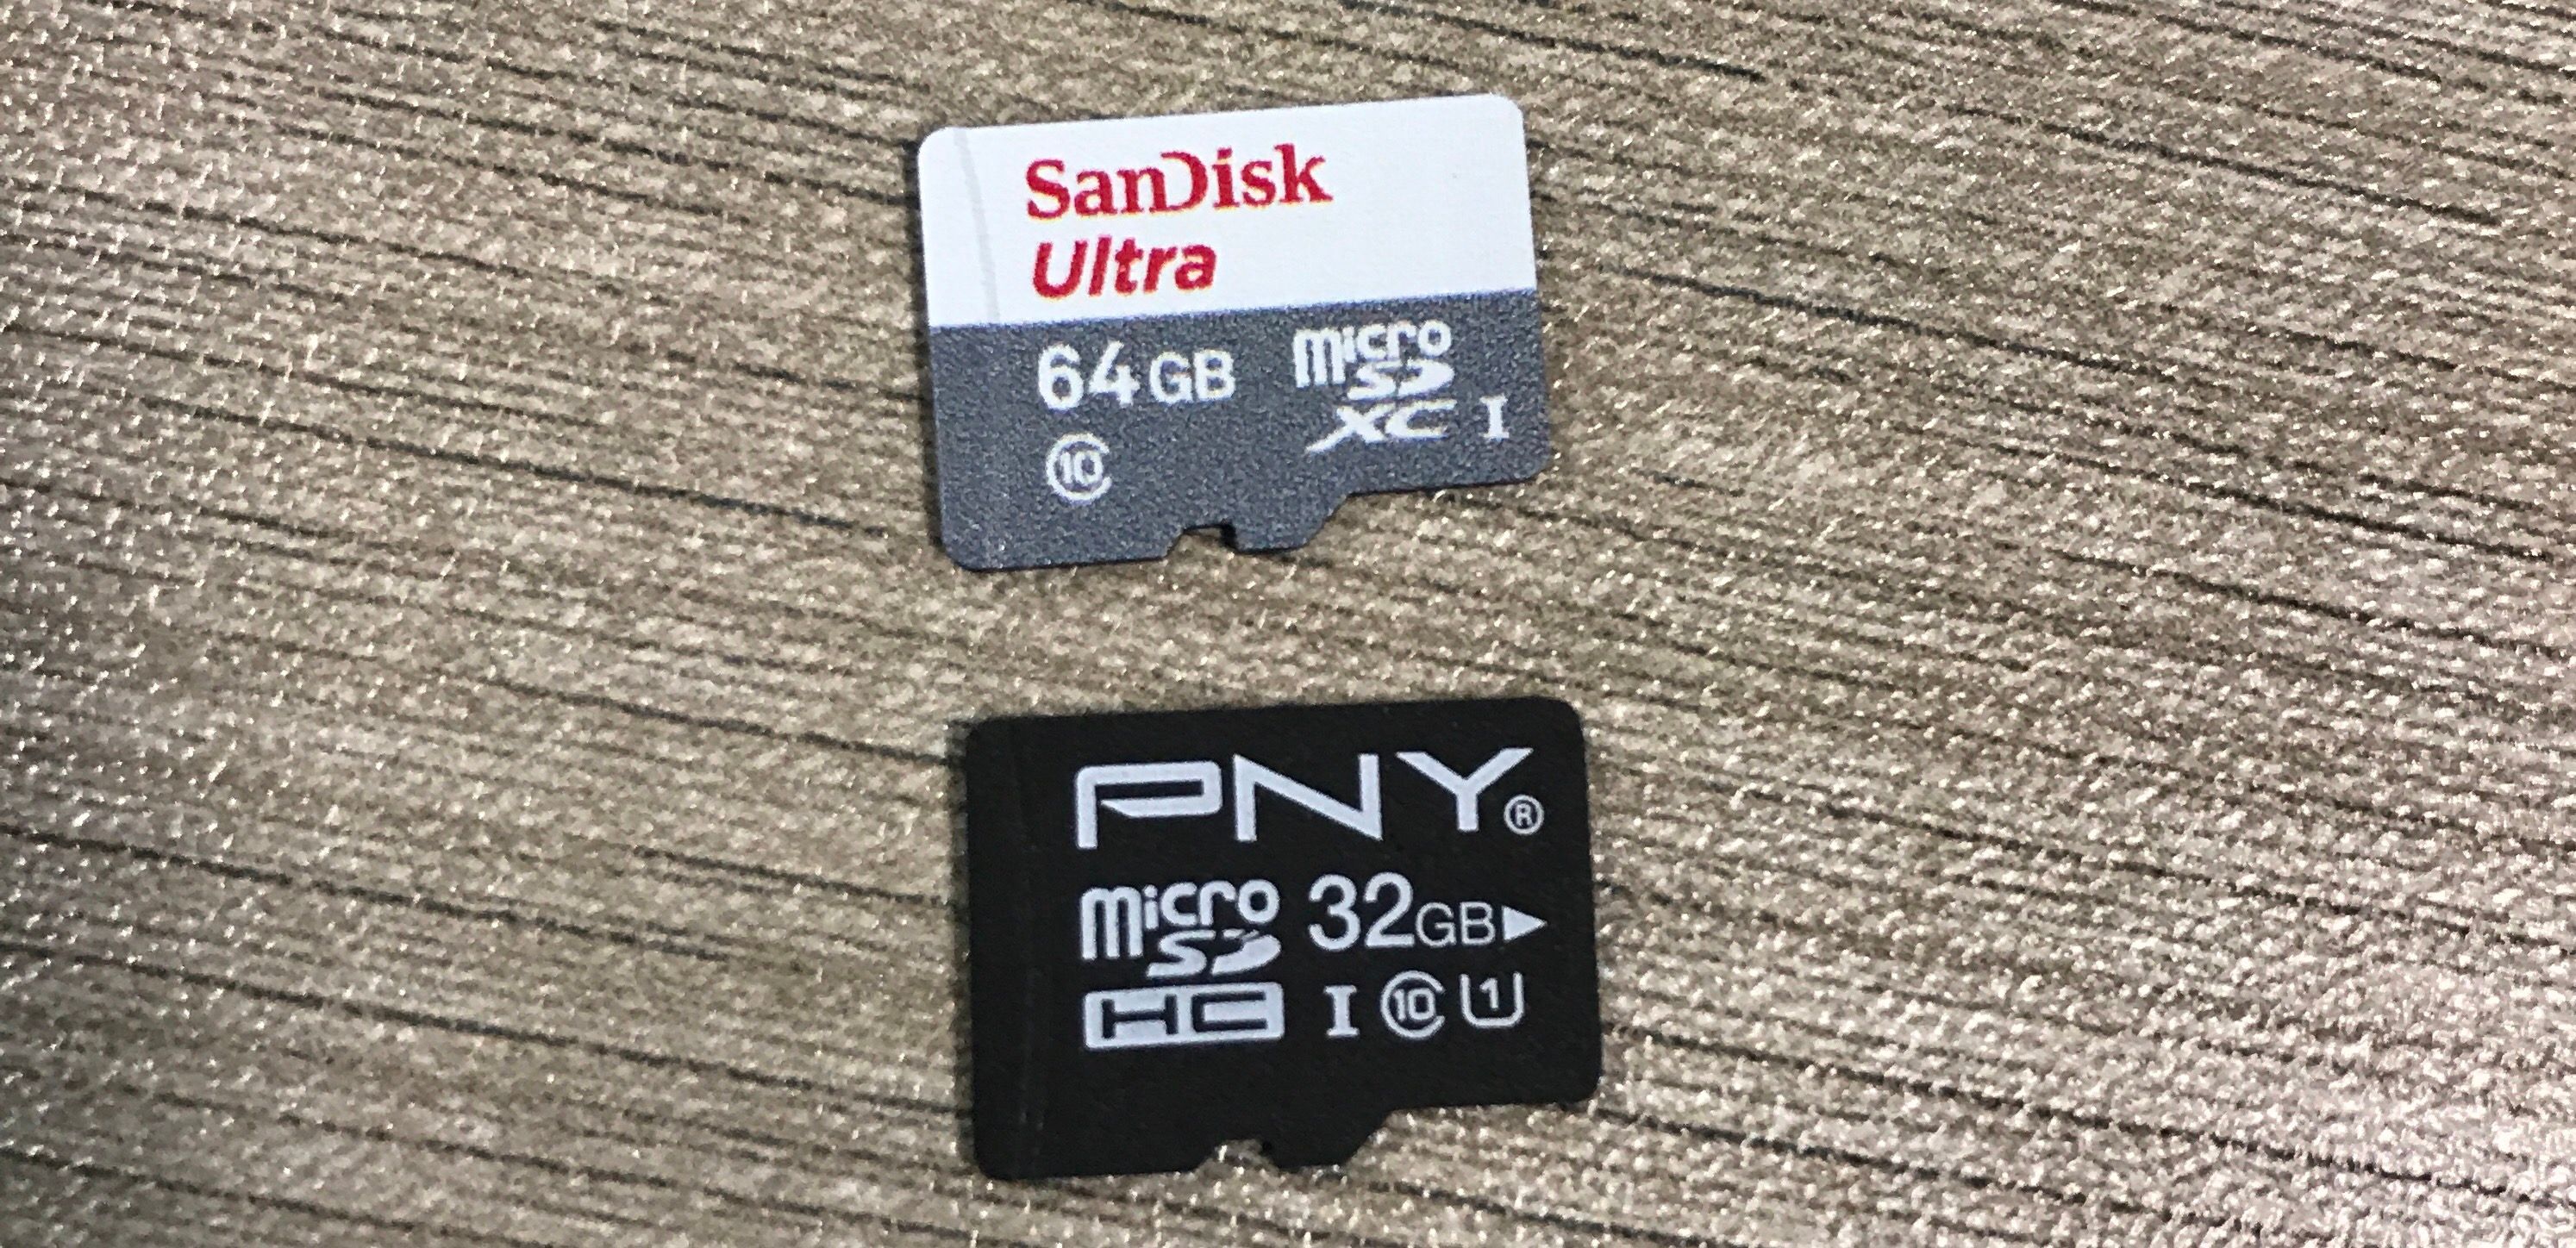 SanDisk
Ultra
64GB micro SD XC I
10
PNY®
micro SD HC 32GB
I 10 U1